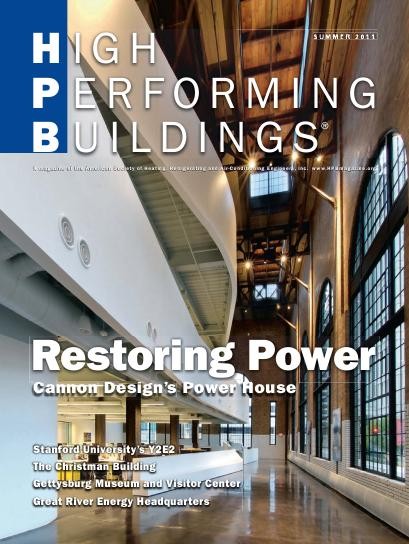 SUMMER 2011
HIGH
PERFORMING
BUILDINGS®
A magazine of the American Society of Heating, Refrigerating and Air-Conditioning Engineers, Inc. www.HPBmagazine.org
Restoring Power
Cannon Design's Power House
Stanford University's Y2E2
The Christman Building
Gettysburg Museum and Visitor Center
Great River Energy Headquarters